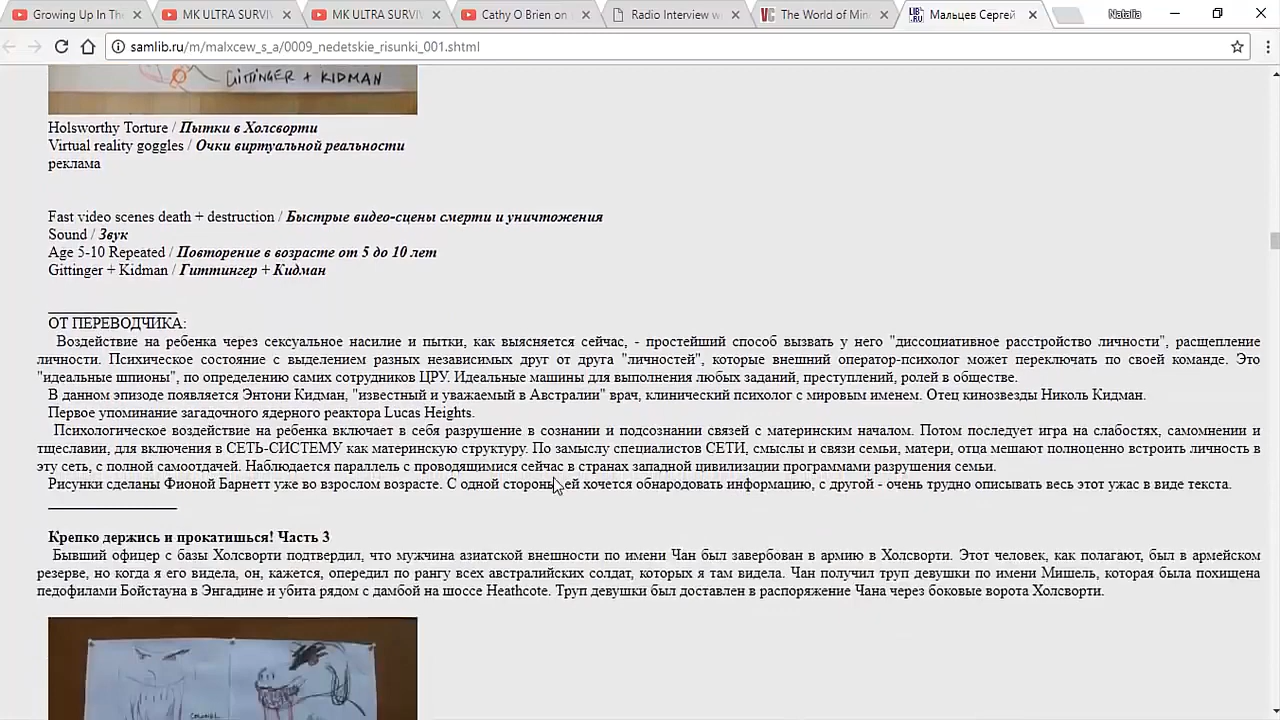 Growing Up In The
MK ULTRA SURVI
MK ULTRA SURVI
Cathy O Brien on
Radio Interview w
The World of Mind
Мальцев Сергей
Natalia
samlib.ru/m/malxcew_s_a/0009_nedetskie_risunki_001.shtml
GITTINGER + KIDMAN
Holsworthy Torture / Пытки в Холсворти
Virtual reality goggles / Очки виртуальной реальности
реклама
Fast video scenes death + destruction / Быстрые видео-сцены смерти и уничтожения
Sound / Звук
Age 5-10 Repeated / Повторение в возрасте от 5 до 10 лет
Gittinger + Kidman / Гиттингер + Кидман
ОТ ПЕРЕВОДЧИКА:
Воздействие на ребенка через сексуальное насилие и пытки, как выясняется сейчас, - простейший способ вызвать у него "диссоциативное расстройство личности", расщепление
личности. Психическое состояние с выделением разных независимых друг от друга "личностей", которые внешний оператор-психолог может переключать по своей команде. Это
"идеальные шпионы", по определению самих сотрудников ЦРУ. Идеальные машины для выполнения любых заданий, преступлений, ролей в обществе.
В данном эпизоде появляется Энтони Кидман, "известный и уважаемый в Австралии" врач, клинический психолог с мировым именем. Отец кинозвезды Николь Кидман.
Первое упоминание загадочного ядерного реактора Lucas Heights.
Психологическое воздействие на ребенка включает в себя разрушение в сознании и подсознании связей с материнским началом. Потом последует игра на слабостях, самомнении и
тщеславии, для включения в СЕТЬ-СИСТЕМУ как материнскую структуру. По замыслу специалистов СЕТИ, смыслы и связи семьи, матери, отца мешают полноценно встроить личность в
эту сеть, с полной самоотдачей. Наблюдается параллель с проводящимися сейчас в странах западной цивилизации программами разрушения семьи.
Рисунки сделаны Фионой Барнетт уже во взрослом возрасте. С одной стороны ей хочется обнародовать информацию, с другой - очень трудно описывать весь этот ужас в виде текста.
Крепко держись и прокатишься! Часть 3
Бывший офицер с базы Холсворти подтвердил, что мужчина азиатской внешности по имени Чан был завербован в армию в Холсворти. Этот человек, как полагают, был в армейском
резерве, но когда я его видела, он, кажется, опередил по рангу всех австралийских солдат, которых я там видела. Чан получил труп девушки по имени Мишель, которая была похищена
педофилами Бойстауна в Энгадине и убита рядом с дамбой на шоссе Heathcote. Труп девушки был доставлен в распоряжение Чана через боковые ворота Холсворти.